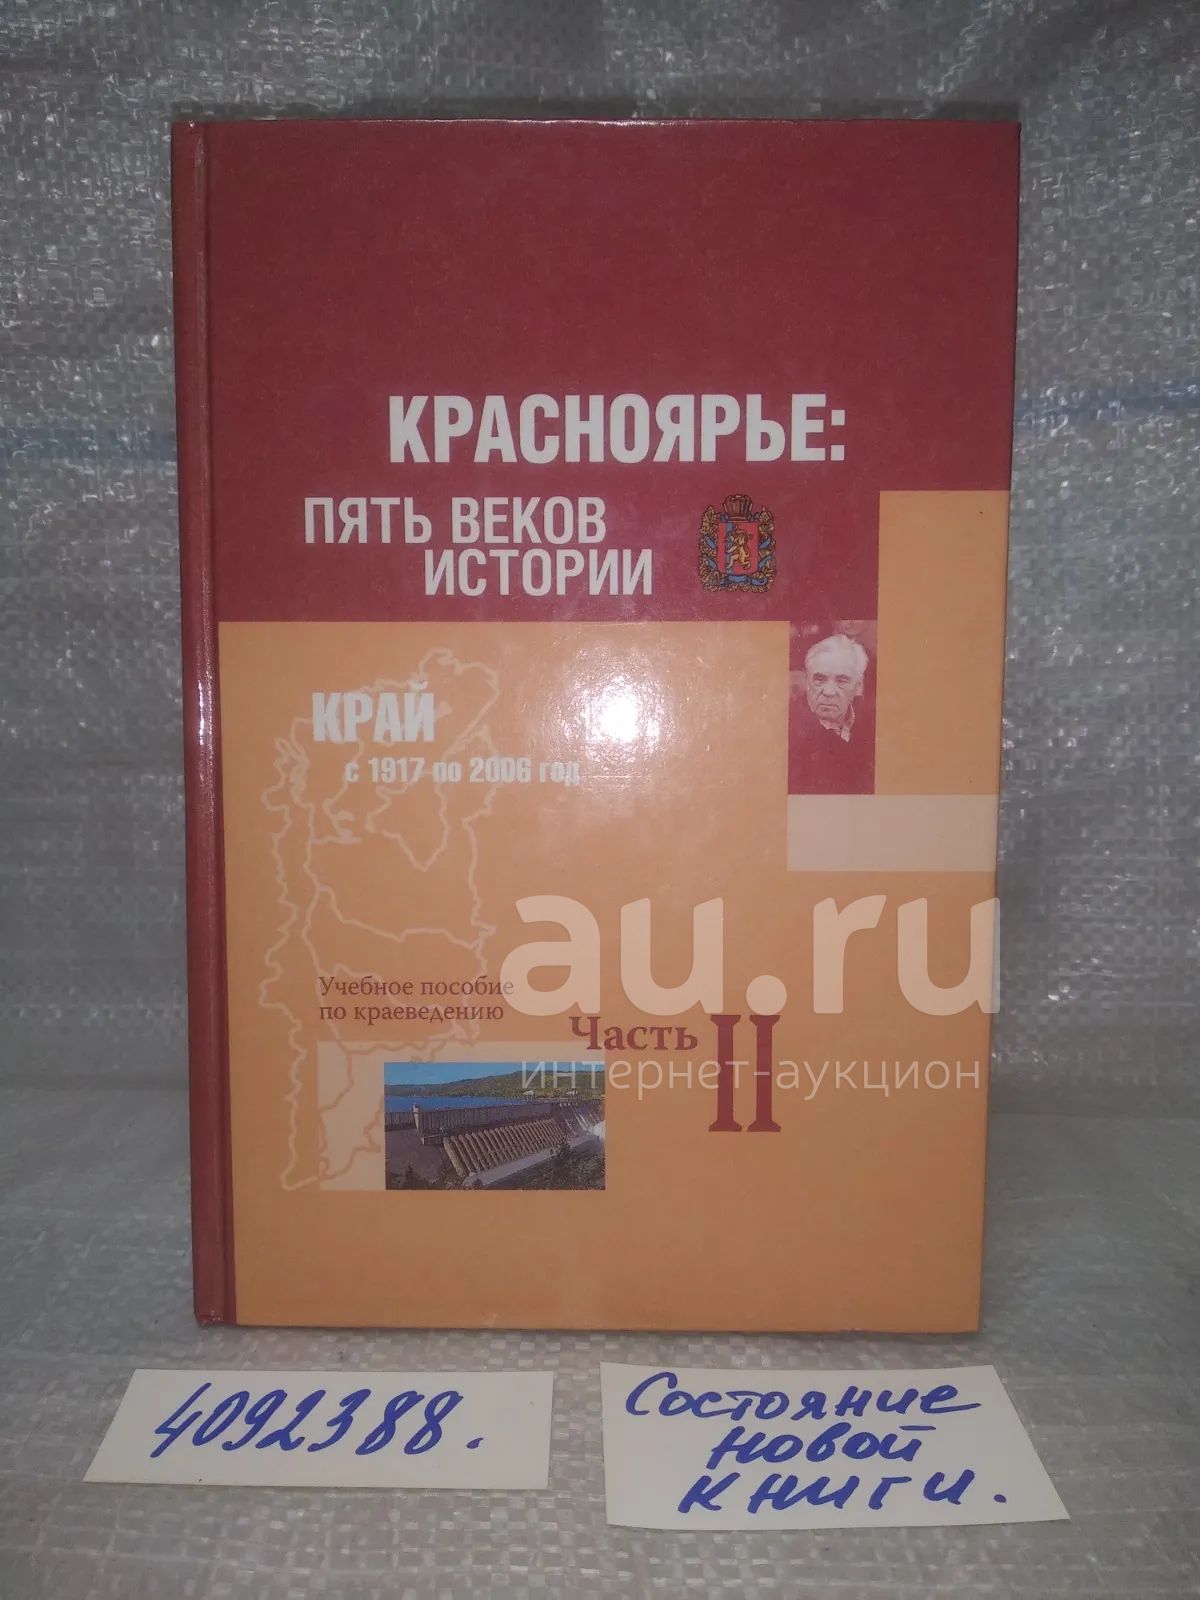 КРАСНОЯРЬЕ:
ПЯТЬ ВЕКОВ
ИСТОРИИ
КРАЙ
с 1917 по 2006 год
Учебное пособие
по краеведению
Часть II
au.ru
интернет-аукцион
4092388.
Состояние
новой
книги.